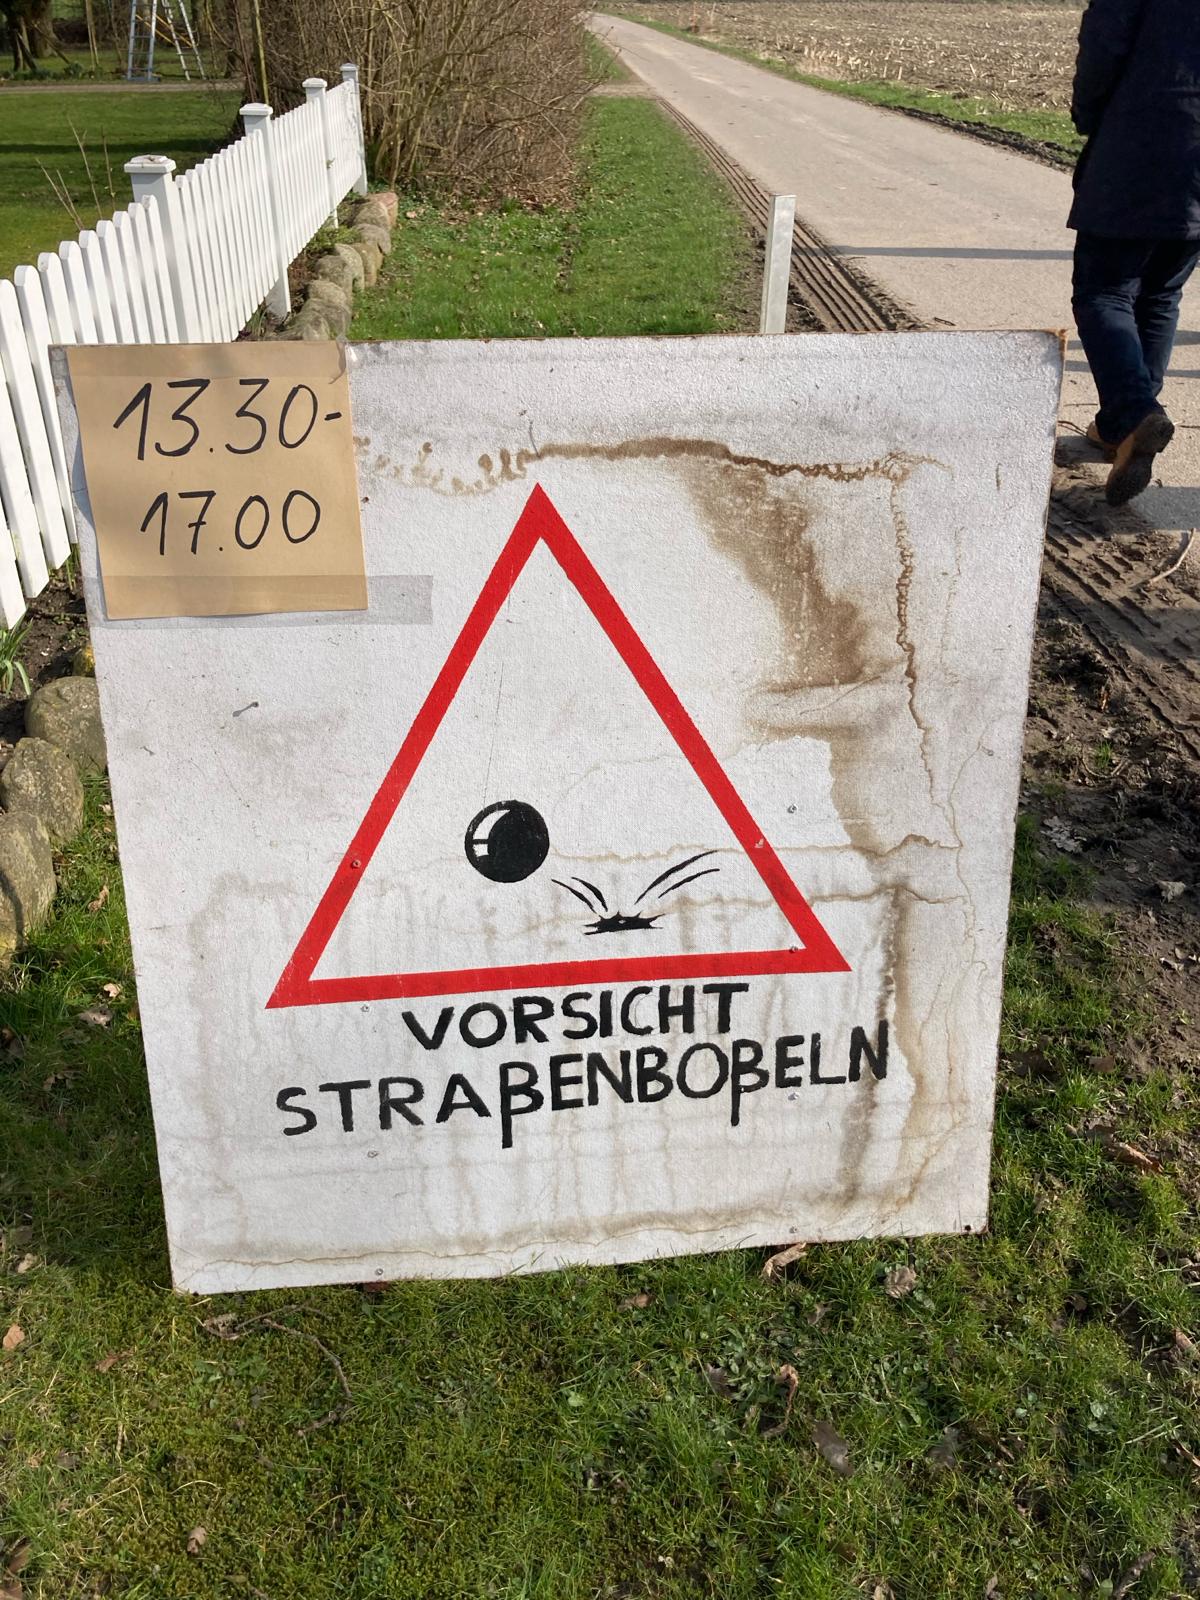 13.30-
17.00
VORSICHT
STRAßENBOßELN